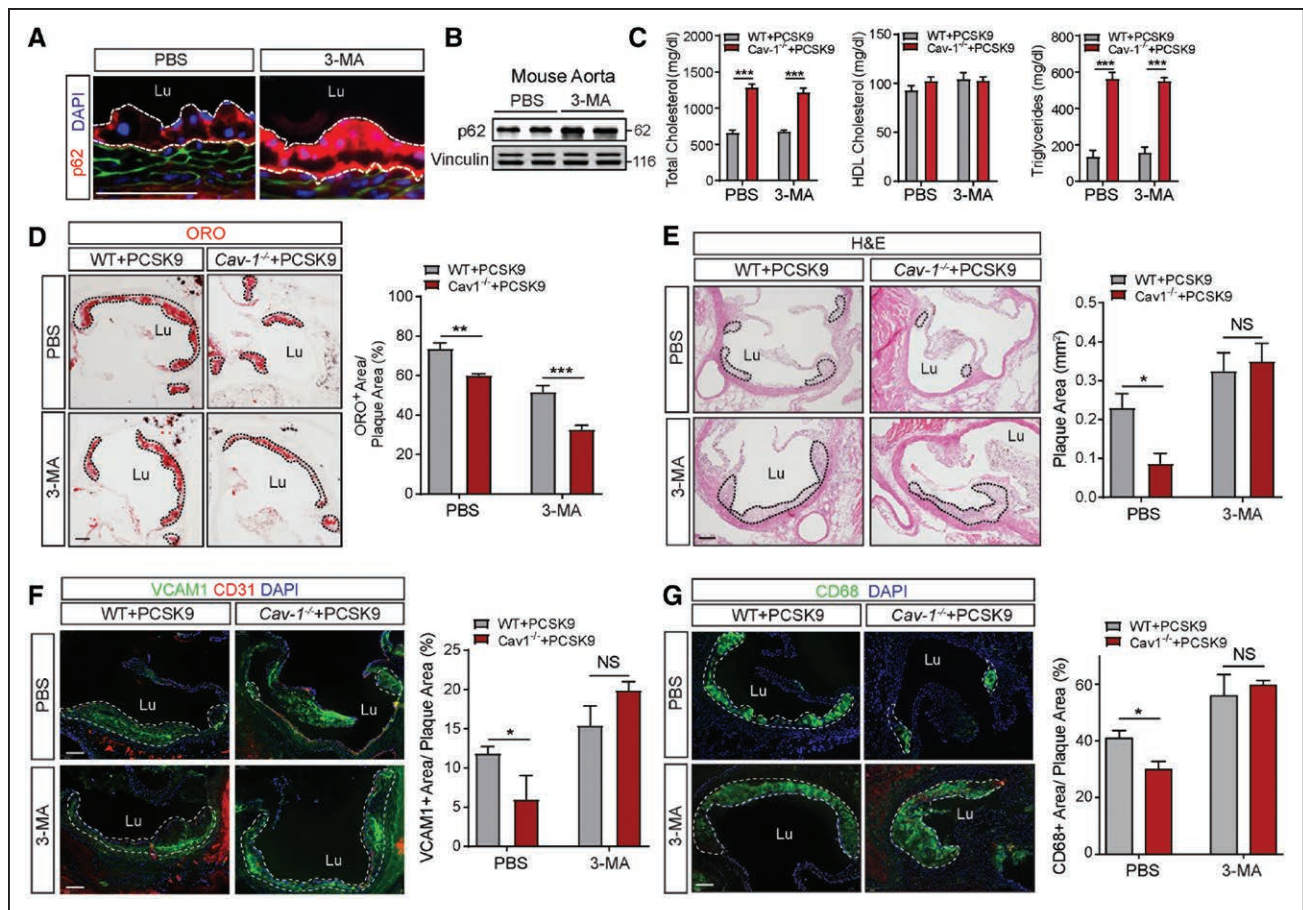 A
PBS
3-MA
Lu
Lu
p62 DAPI
B
Mouse Aorta
PBS
3-MA
p62
62
Vinculin
116
C
WT+PCSK9
Cav-1-/-+PCSK9
Total Cholesterol (mg/dl)
2000
1500
1000
500
0
***
***
PBS
3-MA
WT+PCSK9
Cav-1-/-+PCSK9
HDL Cholesterol (mg/dl)
150
100
50
0
PBS
3-MA
WT+PCSK9
Cav-1-/-+PCSK9
Triglycerides (mg/dl)
800
600
400
200
0
***
***
PBS
3-MA
D
ORO
WT+PCSK9
Cav-1-/-+PCSK9
PBS
Lu
Lu
3-MA
Lu
Lu
WT+PCSK9
Cav1-/-+PCSK9
ORO+ Area/
Plaque Area (%)
100
80
60
40
20
0
**
***
PBS
3-MA
E
H&E
WT+PCSK9
Cav-1-/-+PCSK9
PBS
Lu
Lu
3-MA
Lu
Lu
WT+PCSK9
Cav1-/-+PCSK9
Plaque Area (mm²)
0.6
0.4
0.3
0.2
0.1
0.0
*
NS
PBS
3-MA
F
VCAM1 CD31 DAPI
WT+PCSK9
Cav-1-/-+PCSK9
PBS
Lu
Lu
3-MA
Lu
Lu
WT+PCSK9
Cav1-/-+PCSK9
VCAM1+ Area/ Plaque Area (%)
25
20
15
10
5
0
*
NS
PBS
3-MA
G
CD68 DAPI
WT+PCSK9
Cav-1-/-+PCSK9
PBS
Lu
Lu
3-MA
Lu
Lu
WT+PCSK9
Cav1-/-+PCSK9
CD68+ Area/ Plaque Area (%)
80
60
40
20
0
*
NS
PBS
3-MA